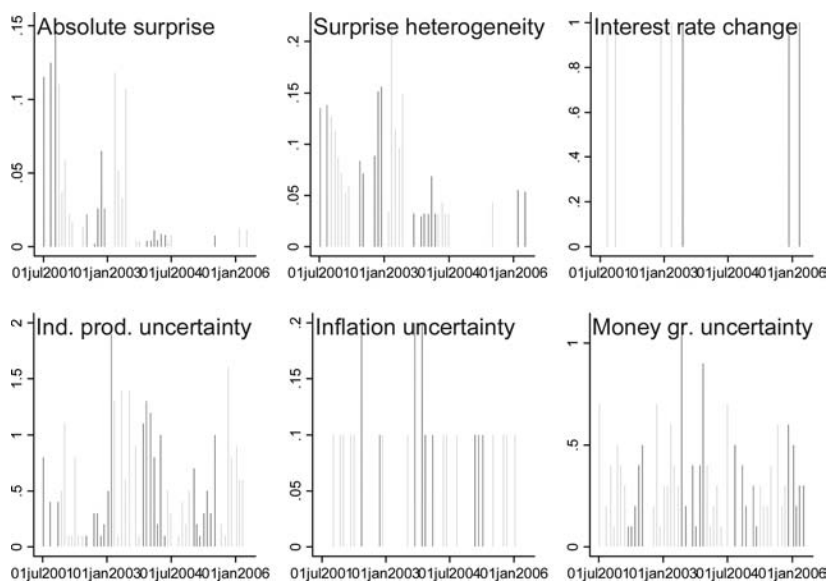 Absolute surprise
.15
.1
.05
0
01jul2001 01jan2003 01jul2004 01jan2006
Surprise heterogeneity
.2
.15
.1
.05
0
01jul2001 01jan2003 01jul2004 01jan2006
Interest rate change
1
.8
.6
.4
.2
0
01jul2001 01jan2003 01jul2004 01jan2006
Ind. prod. uncertainty
2
1.5
1
.5
0
01jul2001 01jan2003 01jul2004 01jan2006
Inflation uncertainty
.2
.15
.1
.05
0
01jul2001 01jan2003 01jul2004 01jan2006
Money gr. uncertainty
1
.5
0
01jul2001 01jan2003 01jul2004 01jan2006